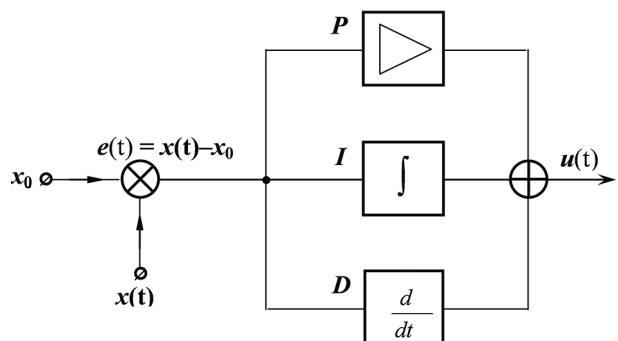 P
e(t) = x(t)–x₀
x₀
I
∫
u(t)
x(t)
D
d
dt